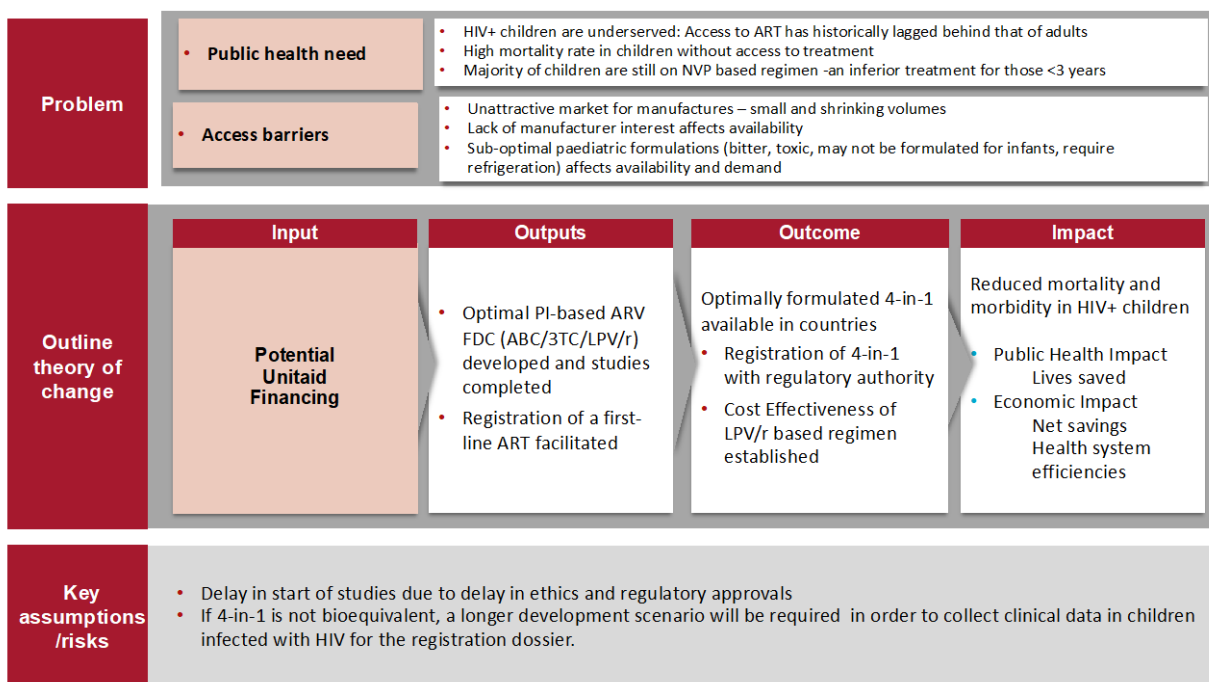 Problem
• Public health need
• HIV+ children are underserved: Access to ART has historically lagged behind that of adults
• High mortality rate in children without access to treatment
• Majority of children are still on NVP based regimen -an inferior treatment for those <3 years
• Access barriers
• Unattractive market for manufactures – small and shrinking volumes
• Lack of manufacturer interest affects availability
• Sub-optimal paediatric formulations (bitter, toxic, may not be formulated for infants, require
refrigeration) affects availability and demand
Outline
theory of
change
Input
Potential
Unitaid
Financing
Outputs
• Optimal PI-based ARV
FDC (ABC/3TC/LPV/r)
developed and studies
completed
• Registration of a first-
line ART facilitated
Outcome
Optimally formulated 4-in-1
available in countries
• Registration of 4-in-1
with regulatory authority
• Cost Effectiveness of
LPV/r based regimen
established
Impact
Reduced mortality and
morbidity in HIV+ children
• Public Health Impact
Lives saved
• Economic Impact
Net savings
Health system
efficiencies
Key
assumptions
/risks
• Delay in start of studies due to delay in ethics and regulatory approvals
• If 4-in-1 is not bioequivalent, a longer development scenario will be required in order to collect clinical data in children
infected with HIV for the registration dossier.